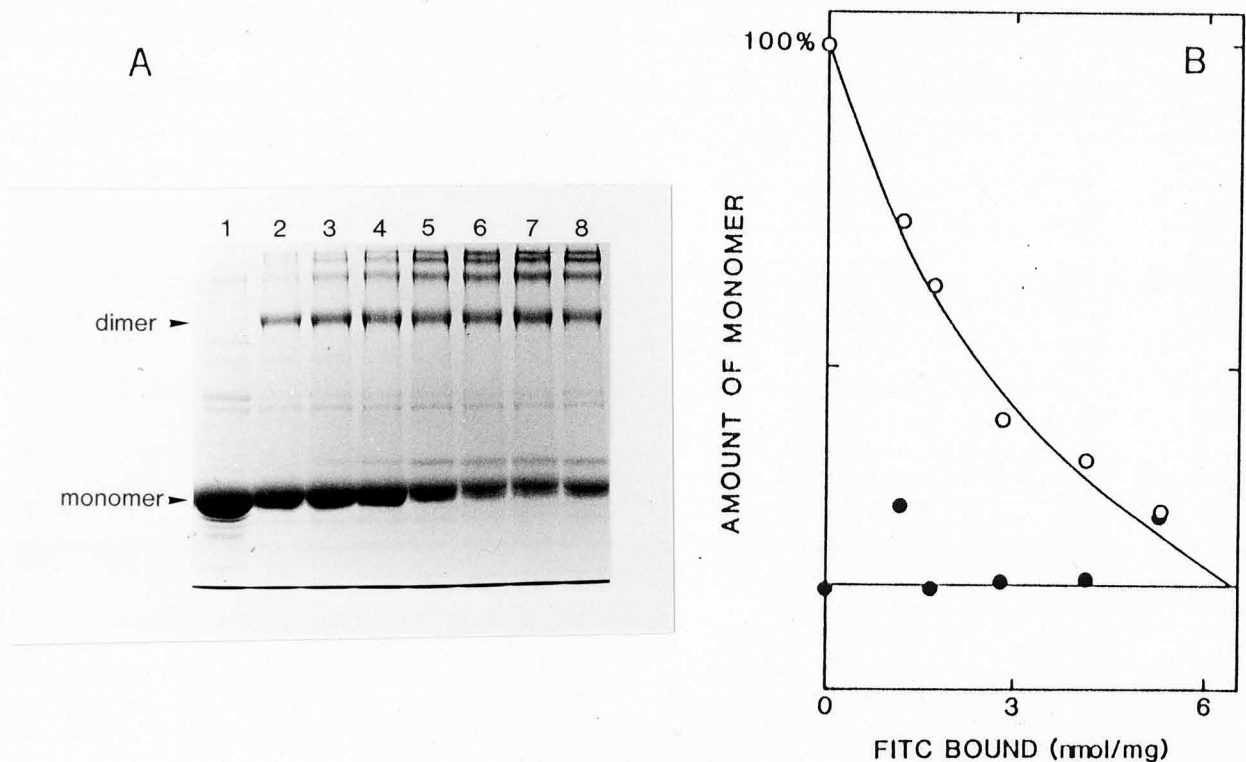 A
1 2 3 4 5 6 7 8
dimer
monomer
B
100%
AMOUNT OF MONOMER
0 3 6
FITC BOUND (nmol/mg)